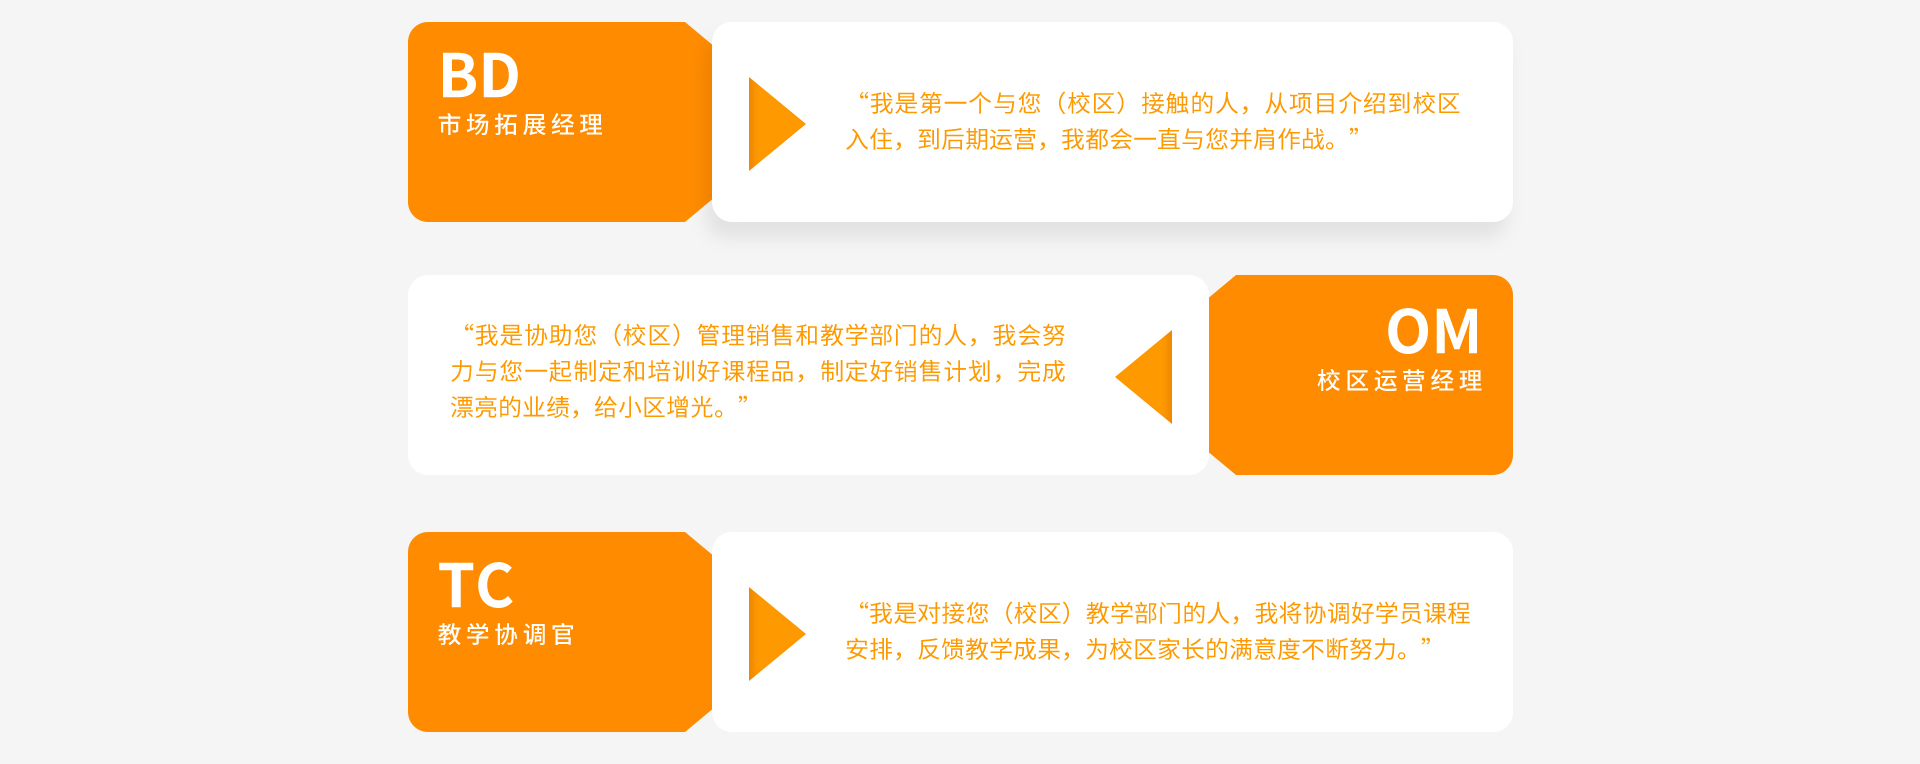 BD
市场拓展经理
“我是第一个与您（校区）接触的人，从项目介绍到校区
入住，到后期运营，我都会一直与您并肩作战。”
“我是协助您（校区）管理销售和教学部门的人，我会努
力与您一起制定和培训好课程品，制定好销售计划，完成
漂亮的业绩，给小区增光。”
OM
校区运营经理
TC
教学协调官
“我是对接您（校区）教学部门的人，我将协调好学员课程
安排，反馈教学成果，为校区家长的满意度不断努力。”